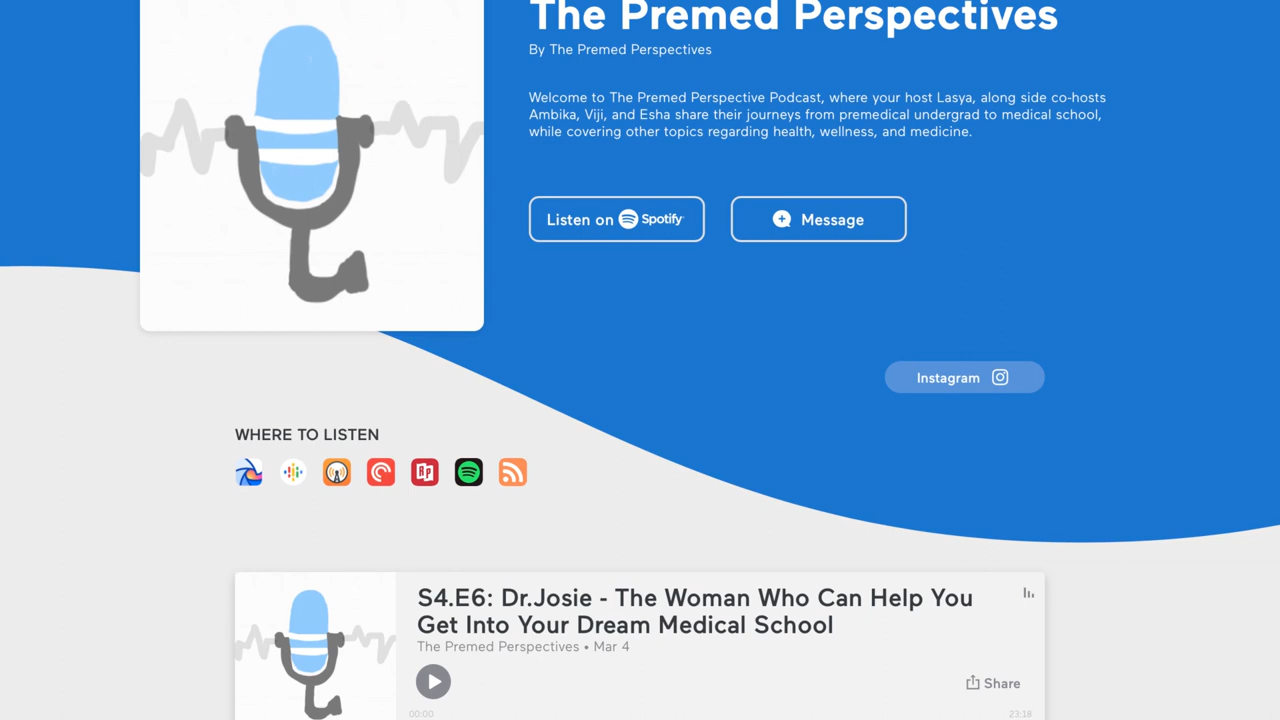 The Premed Perspectives
By The Premed Perspectives
Welcome to The Premed Perspective Podcast, where your host Lasya, along side co-hosts
Ambika, Viji, and Esha share their journeys from premedical undergrad to medical school,
while covering other topics regarding health, wellness, and medicine.
Listen on Spotify
Message
Instagram
WHERE TO LISTEN
RP
S4.E6: Dr.Josie - The Woman Who Can Help You
Get Into Your Dream Medical School
The Premed Perspectives • Mar 4
Share
00:00
23:18